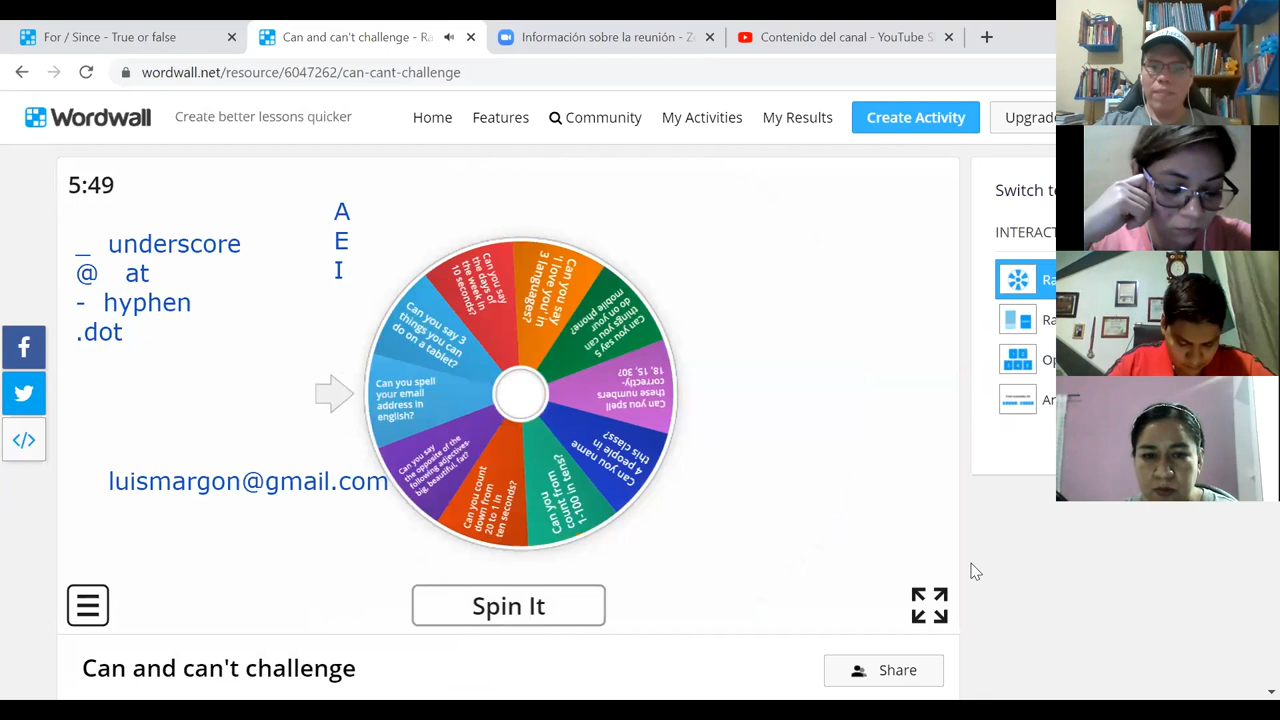 For / Since - True or false
Can and can't challenge - Ra
Información sobre la reunión - Ze
Contenido del canal - YouTube S
wordwall.net/resource/6047262/can-cant-challenge
Wordwall
Create better lessons quicker
Home
Features
Community
My Activities
My Results
Create Activity
Upgrade
5:49
_ underscore
@ at
- hyphen
.dot
A
E
I
luismargon@gmail.com
Can you say
the days of
the week in
10 seconds?
Can you say
'I love you' in
3 languages?
Can you say 5
things you can
do on your
mobile phone?
Can you spell
these numbers
correctly-
18, 15, 30?
Can you name
4 people in
this class?
Can you
count from
1-100 in tens?
Can you count
down from
20 to 1 in
ten seconds?
Can you say
the opposite of the
following adjectives-
big, beautiful, fat?
Can you spell
your email
address in
english?
Can you say 3
things you can
do on a tablet?
Spin It
Can and can't challenge
Share
Switch te
INTERACT
Ra
Ra
Op
An